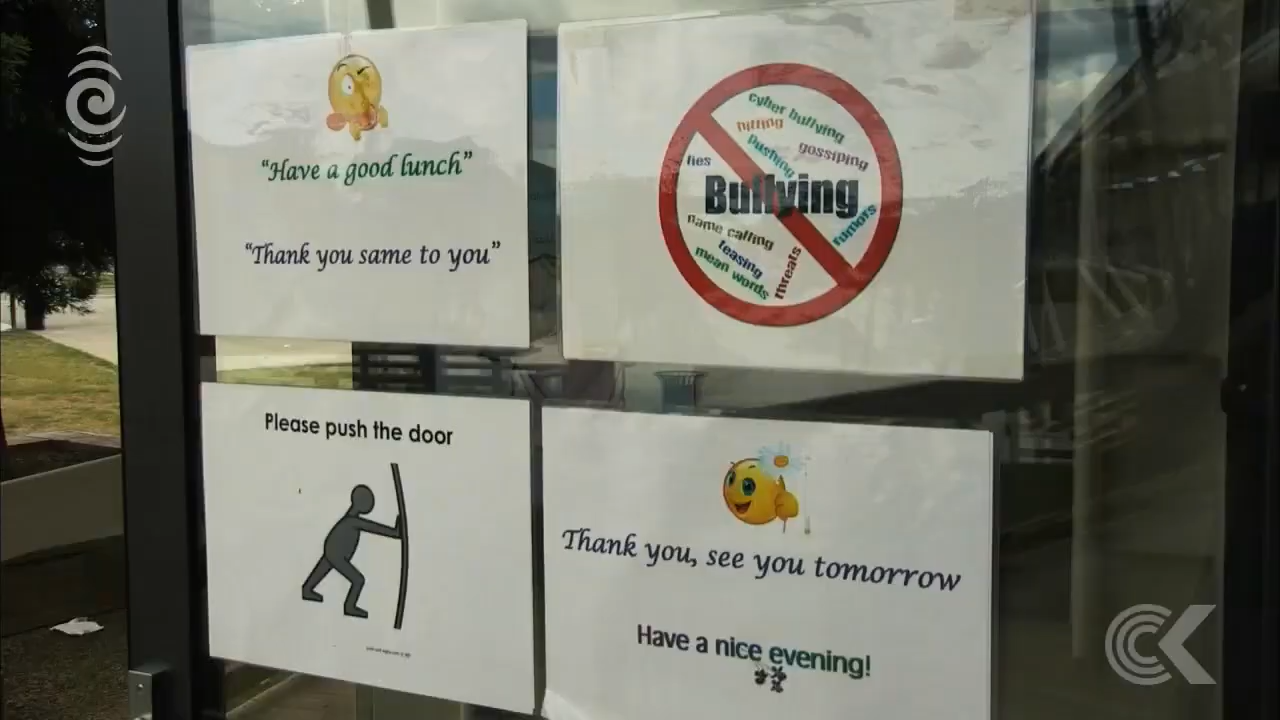 “Have a good lunch”
“Thank you same to you”
cyber bullying
hitting
pushing
gossiping
lies
Bullying
name calling
rumors
teasing
mean words
threats
Please push the door
Thank you, see you tomorrow
Have a nice evening!